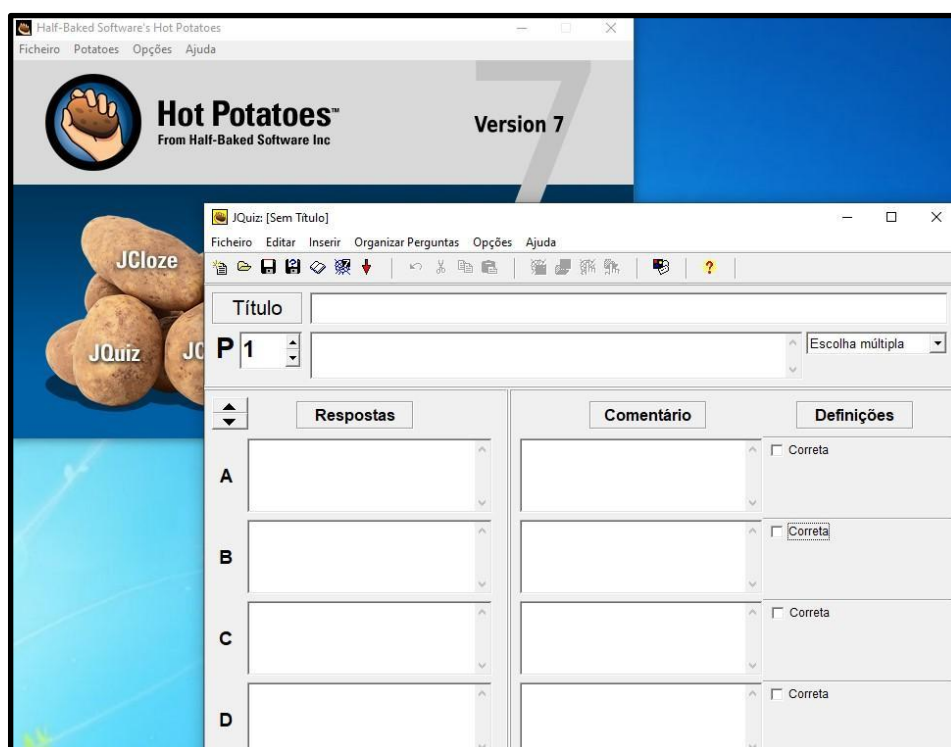 Half-Baked Software's Hot Potatoes
Ficheiro Potatoes Opções Ajuda
Hot Potatoes™
From Half-Baked Software Inc
Version 7
7
JCloze
JQuiz
JC
JQuiz: [Sem Título]
Ficheiro Editar Inserir Organizar Perguntas Opções Ajuda
Título
P 1
Escolha múltipla
Respostas Comentário Definições
A
Correta
B
Correta
C
Correta
D
Correta